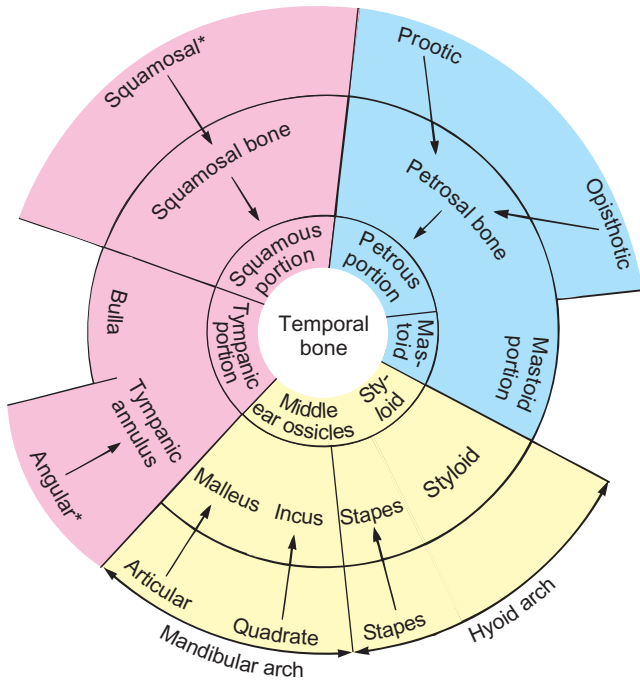 Squamosal*
Prootic
Squamosal bone
Petrosal bone
Opisthotic
Squamous
portion
Petrous
portion
Bulla
Tympanic
portion
Temporal
bone
Mas-
toid
Mastoid
portion
Tympanic
annulus
Angular*
Middle
ear ossicles
Sty-
loid
Malleus
Incus
Stapes
Styloid
Articular
Quadrate
Stapes
Mandibular arch
Hyoid arch